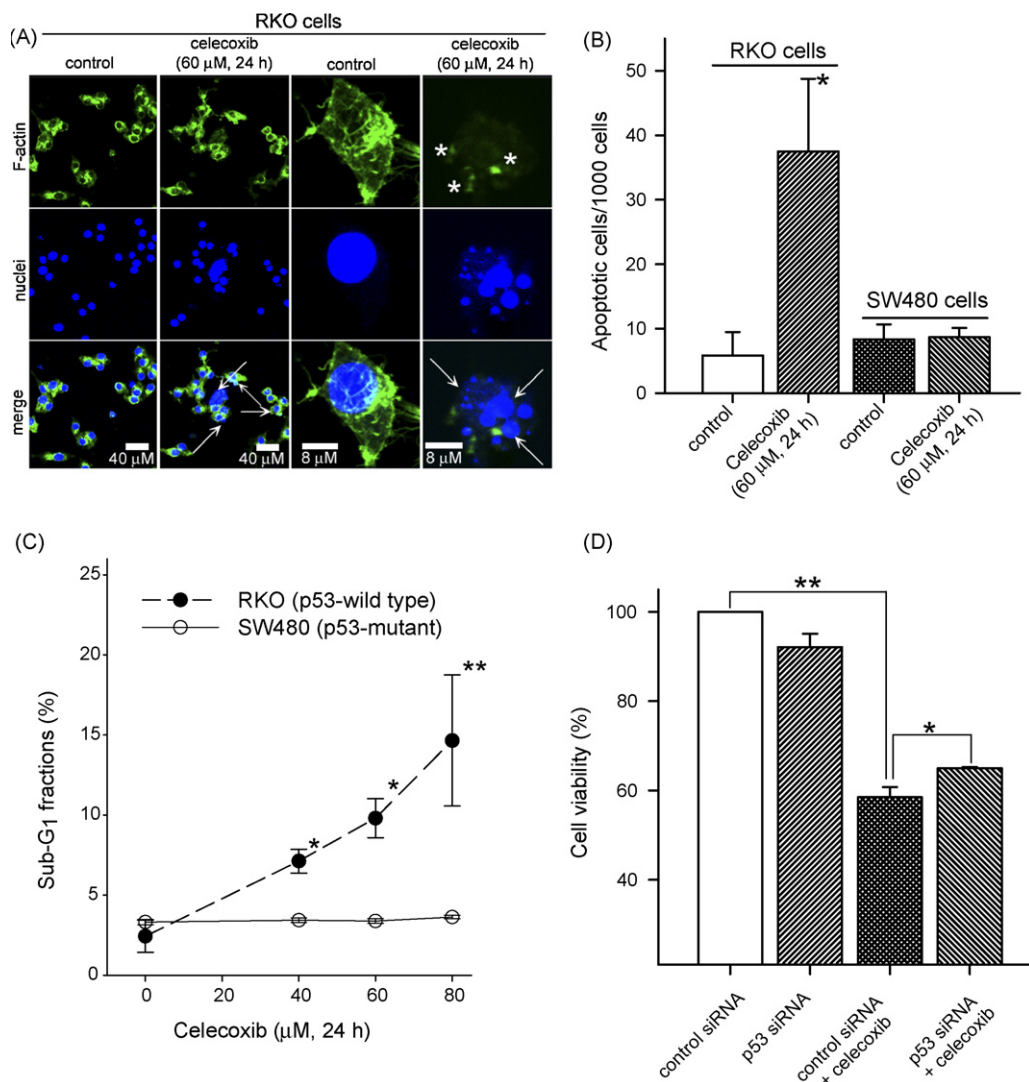 (A)
RKO cells
control
celecoxib
(60 μM, 24 h)
control
celecoxib
(60 μM, 24 h)
F-actin
* * *
nuclei
merge
40 μM
40 μM
8 μM
8 μM
(B)
Apoptotic cells/1000 cells
50
40
30
20
10
0
RKO cells
*
SW480 cells
control
Celecoxib
(60 μM, 24 h)
control
Celecoxib
(60 μM, 24 h)
(C)
Sub-G1 fractions (%)
25
20
15
10
5
0
RKO (p53-wild type)
SW480 (p53-mutant)
**
*
*
0 40 60 80
Celecoxib (μM, 24 h)
(D)
Cell viability (%)
100
80
60
40
**
*
control siRNA
p53 siRNA
control siRNA
+ celecoxib
p53 siRNA
+ celecoxib